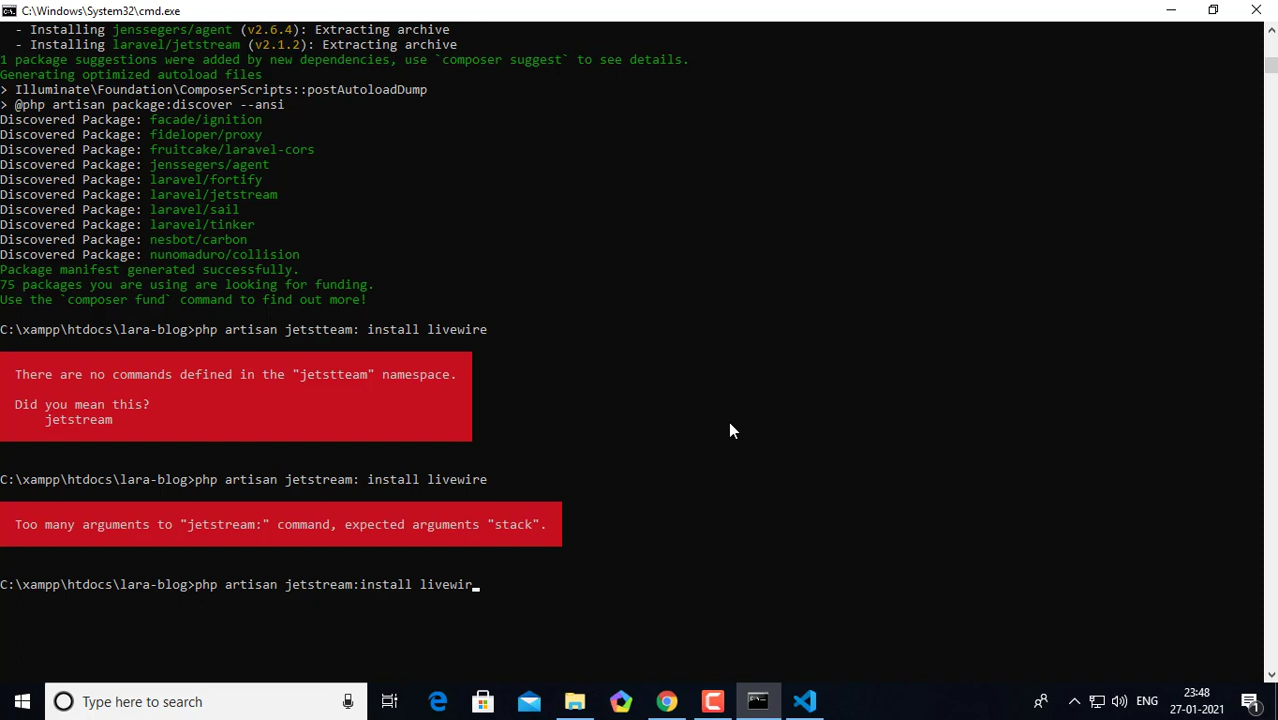 C:\Windows\System32\cmd.exe
- Installing jenssegers/agent (v2.6.4): Extracting archive
- Installing laravel/jetstream (v2.1.2): Extracting archive
1 package suggestions were added by new dependencies, use `composer suggest` to see details.
Generating optimized autoload files
> Illuminate\Foundation\ComposerScripts::postAutoloadDump
> @php artisan package:discover --ansi
Discovered Package: facade/ignition
Discovered Package: fideloper/proxy
Discovered Package: fruitcake/laravel-cors
Discovered Package: jenssegers/agent
Discovered Package: laravel/fortify
Discovered Package: laravel/jetstream
Discovered Package: laravel/sail
Discovered Package: laravel/tinker
Discovered Package: nesbot/carbon
Discovered Package: nunomaduro/collision
Package manifest generated successfully.
75 packages you are using are looking for funding.
Use the `composer fund` command to find out more!
C:\xampp\htdocs\lara-blog>php artisan jetstteam: install livewire
There are no commands defined in the "jetstteam" namespace.
Did you mean this?
jetstream
C:\xampp\htdocs\lara-blog>php artisan jetstream: install livewire
Too many arguments to "jetstream:" command, expected arguments "stack".
C:\xampp\htdocs\lara-blog>php artisan jetstream:install livewir_
Type here to search
ENG
23:48
27-01-2021
1